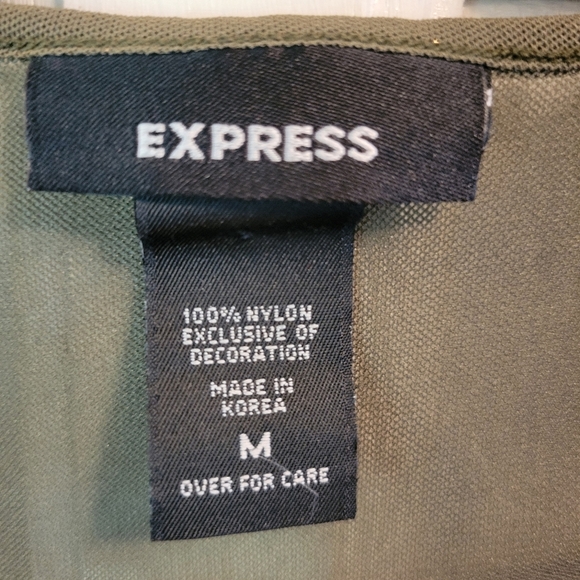 EXPRESS
100% NYLON
EXCLUSIVE OF
DECORATION
MADE IN
KOREA
M
OVER FOR CARE